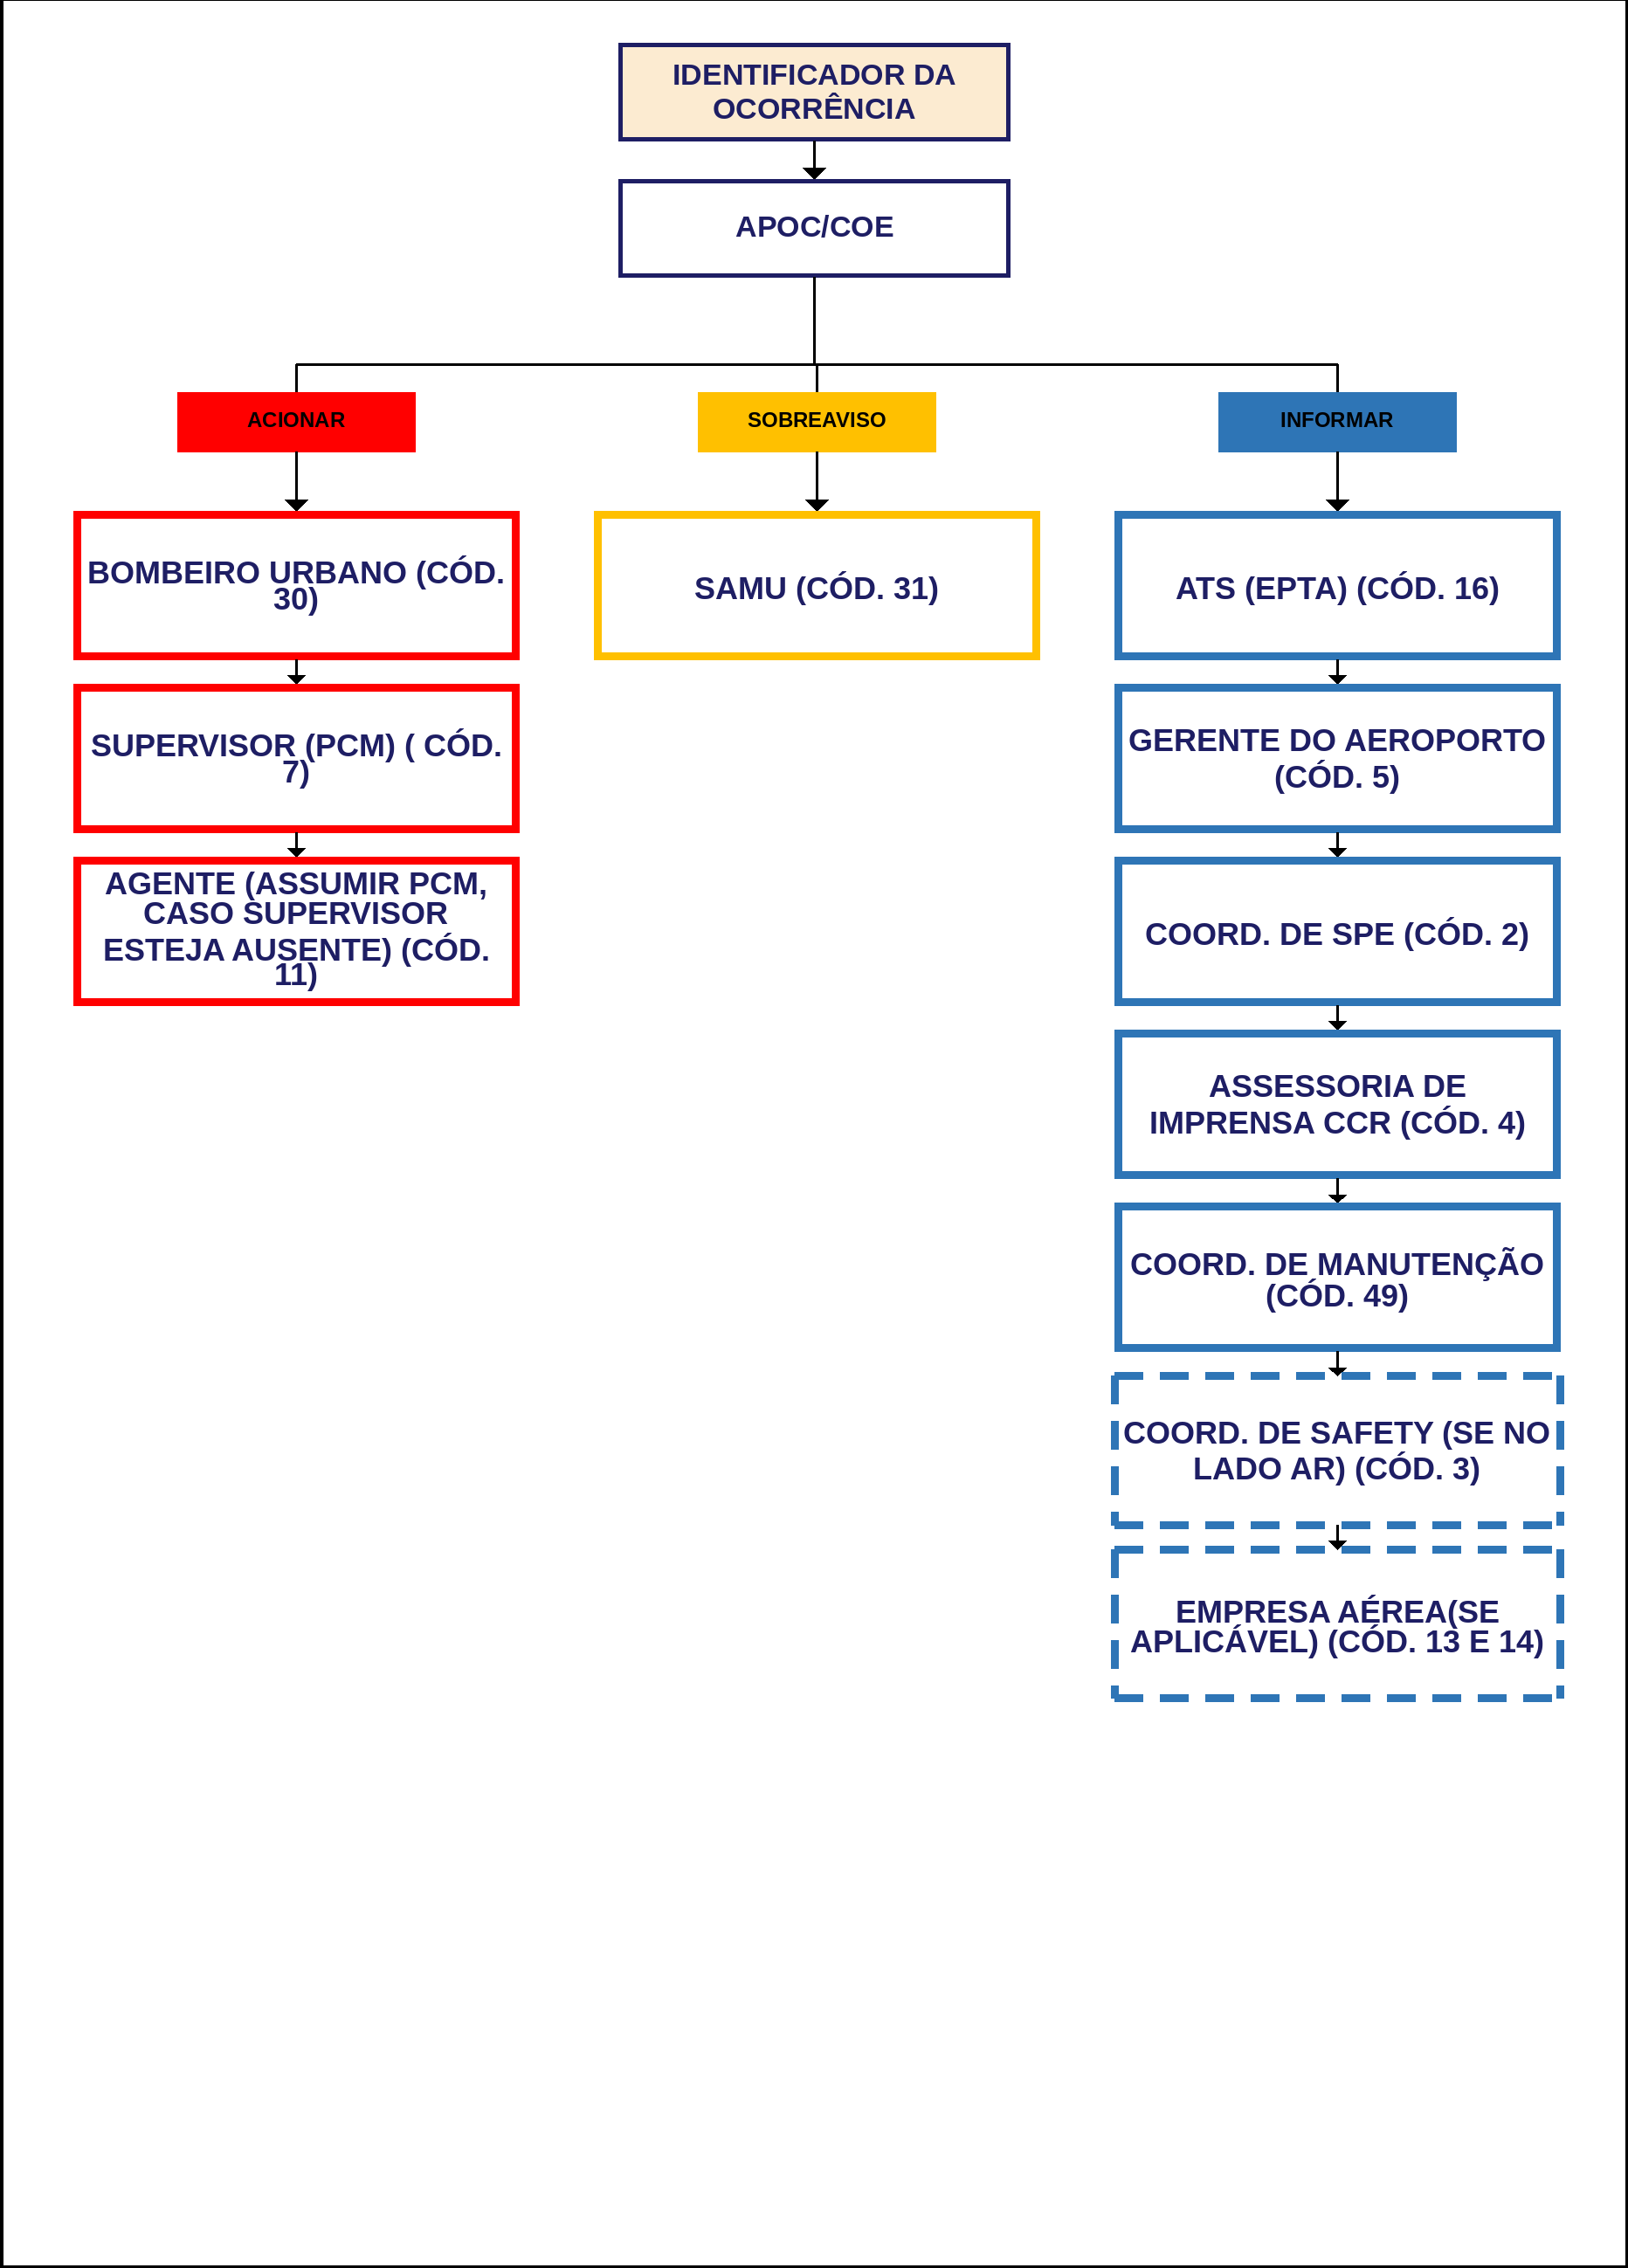 IDENTIFICADOR DA
OCORRÊNCIA
APOC/COE
ACIONAR
SOBREAVISO
INFORMAR
BOMBEIRO URBANO (CÓD.
30)
SUPERVISOR (PCM) ( CÓD.
7)
AGENTE (ASSUMIR PCM,
CASO SUPERVISOR
ESTEJA AUSENTE) (CÓD.
11)
SAMU (CÓD. 31)
ATS (EPTA) (CÓD. 16)
GERENTE DO AEROPORTO
(CÓD. 5)
COORD. DE SPE (CÓD. 2)
ASSESSORIA DE
IMPRENSA CCR (CÓD. 4)
COORD. DE MANUTENÇÃO
(CÓD. 49)
COORD. DE SAFETY (SE NO
LADO AR) (CÓD. 3)
EMPRESA AÉREA(SE
APLICÁVEL) (CÓD. 13 E 14)